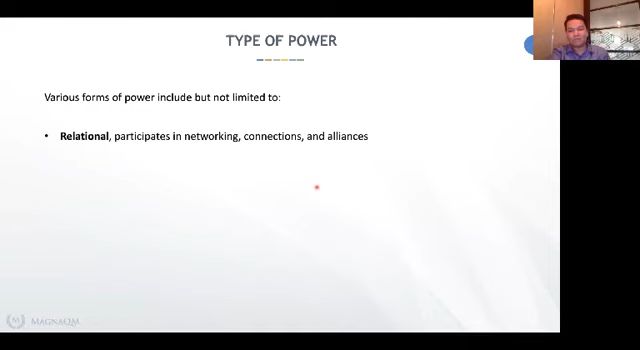 TYPE OF POWER
Various forms of power include but not limited to:
• Relational, participates in networking, connections, and alliances
MAGNAQM